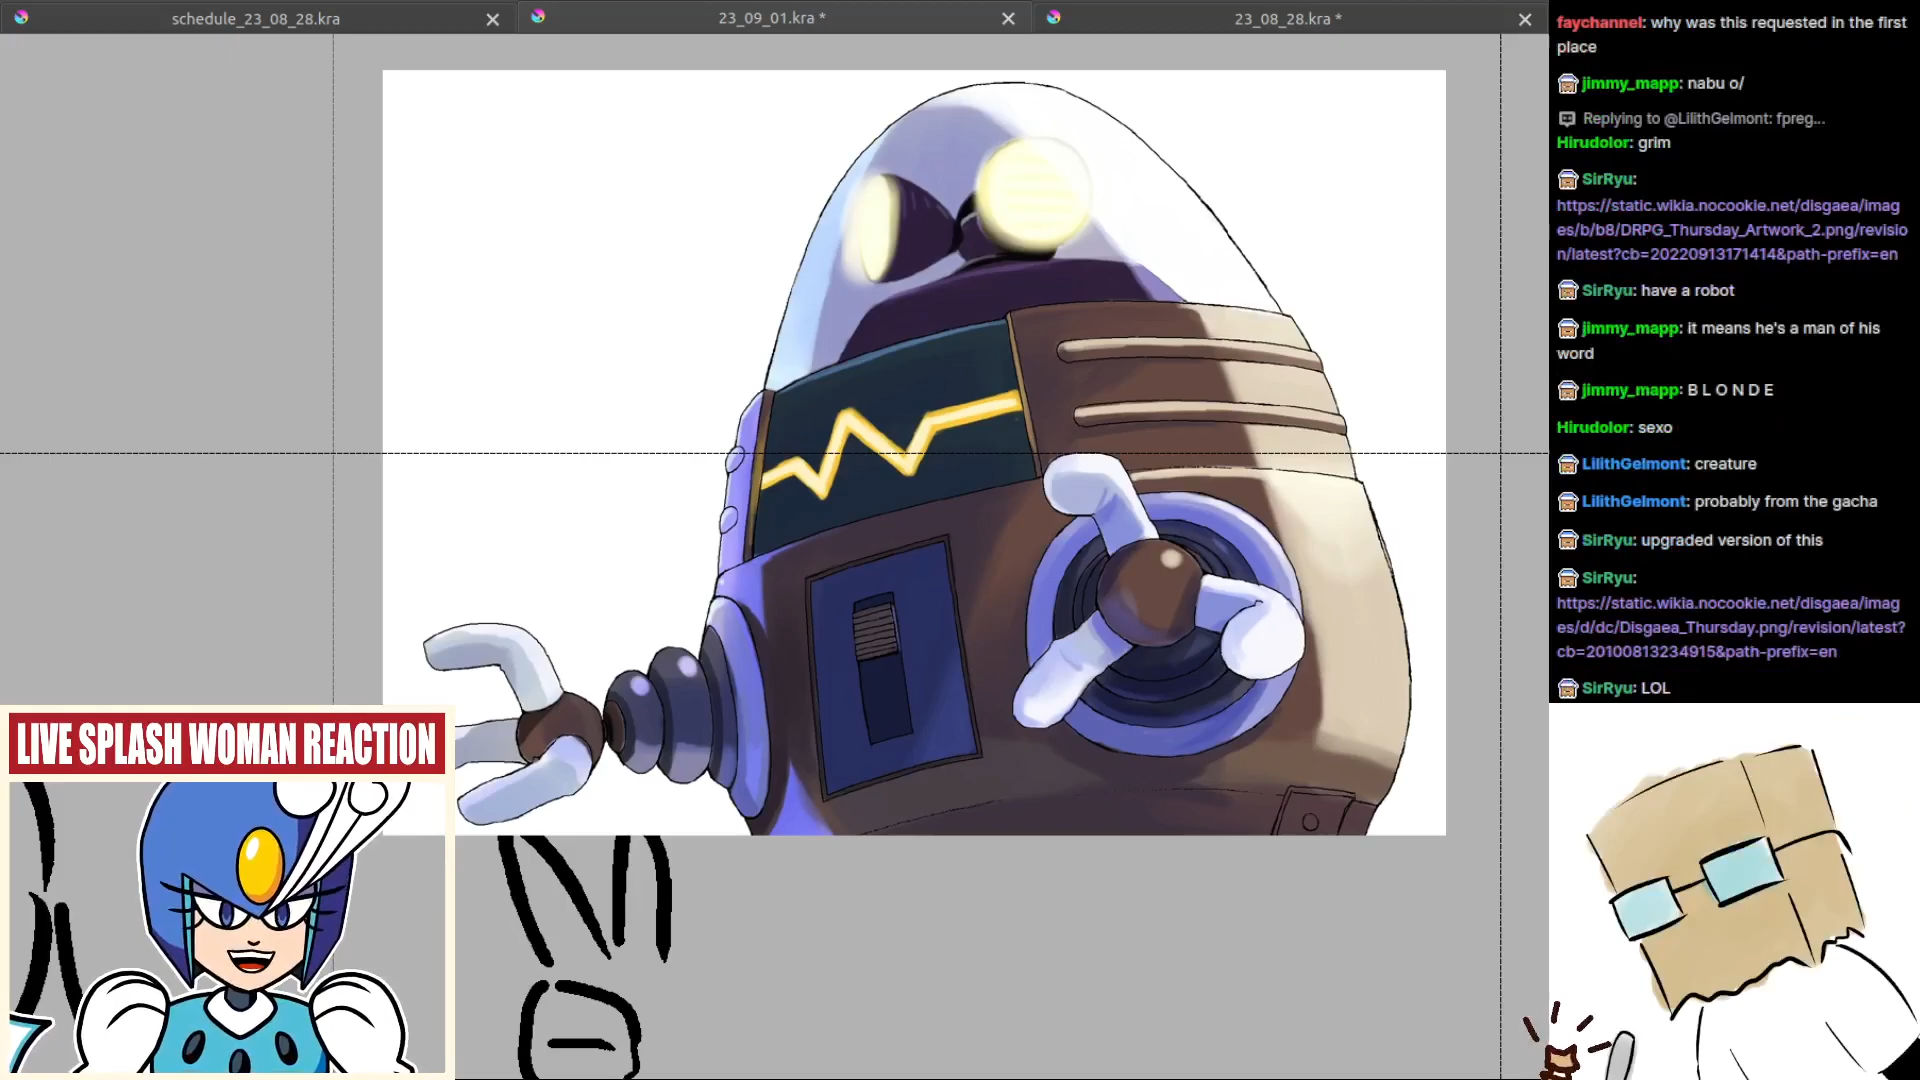 schedule_23_08_28.kra
23_09_01.kra *
23_08_28.kra *
faychannel: why was this requested in the first
place
jimmy_mapp: nabu o/
Replying to @LilithGelmont: fpreg...
Hirudolor: grim
SirRyu:
https://static.wikia.nocookie.net/disgaea/imag
es/b/b8/DRPG_Thursday_Artwork_2.png/revisio
n/latest?cb=20220913171414&path-prefix=en
SirRyu: have a robot
jimmy_mapp: it means he's a man of his
word
jimmy_mapp: B L O N D E
Hirudolor: sexo
LilithGelmont: creature
LilithGelmont: probably from the gacha
SirRyu: upgraded version of this
SirRyu:
https://static.wikia.nocookie.net/disgaea/imag
es/d/dc/Disgaea_Thursday.png/revision/latest?
cb=20100813234915&path-prefix=en
SirRyu: LOL
LIVE SPLASH WOMAN REACTION